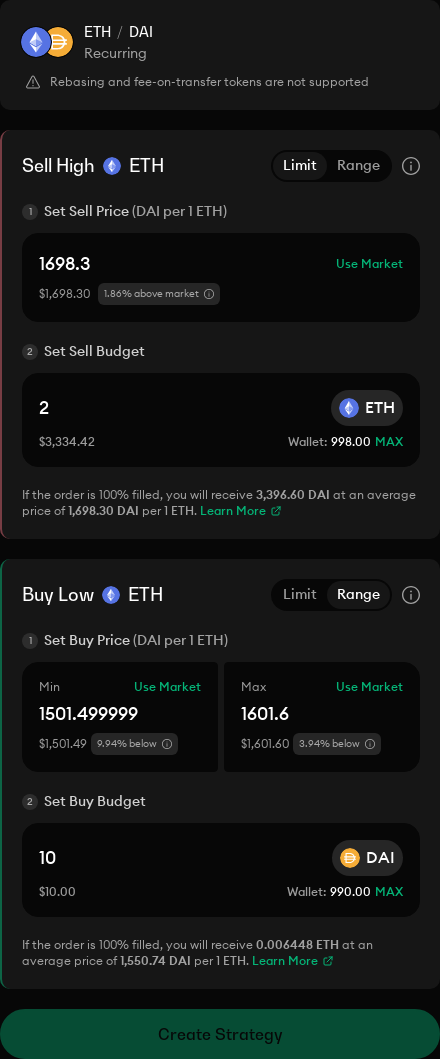 ETH / DAI
Recurring
Rebasing and fee-on-transfer tokens are not supported
Sell High ETH Limit Range
1 Set Sell Price (DAI per 1 ETH)
1698.3 Use Market
$1,698.30 1.86% above market
2 Set Sell Budget
2 ETH
$3,334.42 Wallet: 998.00 MAX
If the order is 100% filled, you will receive 3,396.60 DAI at an average
price of 1,698.30 DAI per 1 ETH. Learn More
Buy Low ETH Limit Range
1 Set Buy Price (DAI per 1 ETH)
Min Use Market Max Use Market
1501.499999 1601.6
$1,501.49 9.94% below $1,601.60 3.94% below
2 Set Buy Budget
10 DAI
$10.00 Wallet: 990.00 MAX
If the order is 100% filled, you will receive 0.006448 ETH at an
average price of 1,550.74 DAI per 1 ETH. Learn More
Create Strategy